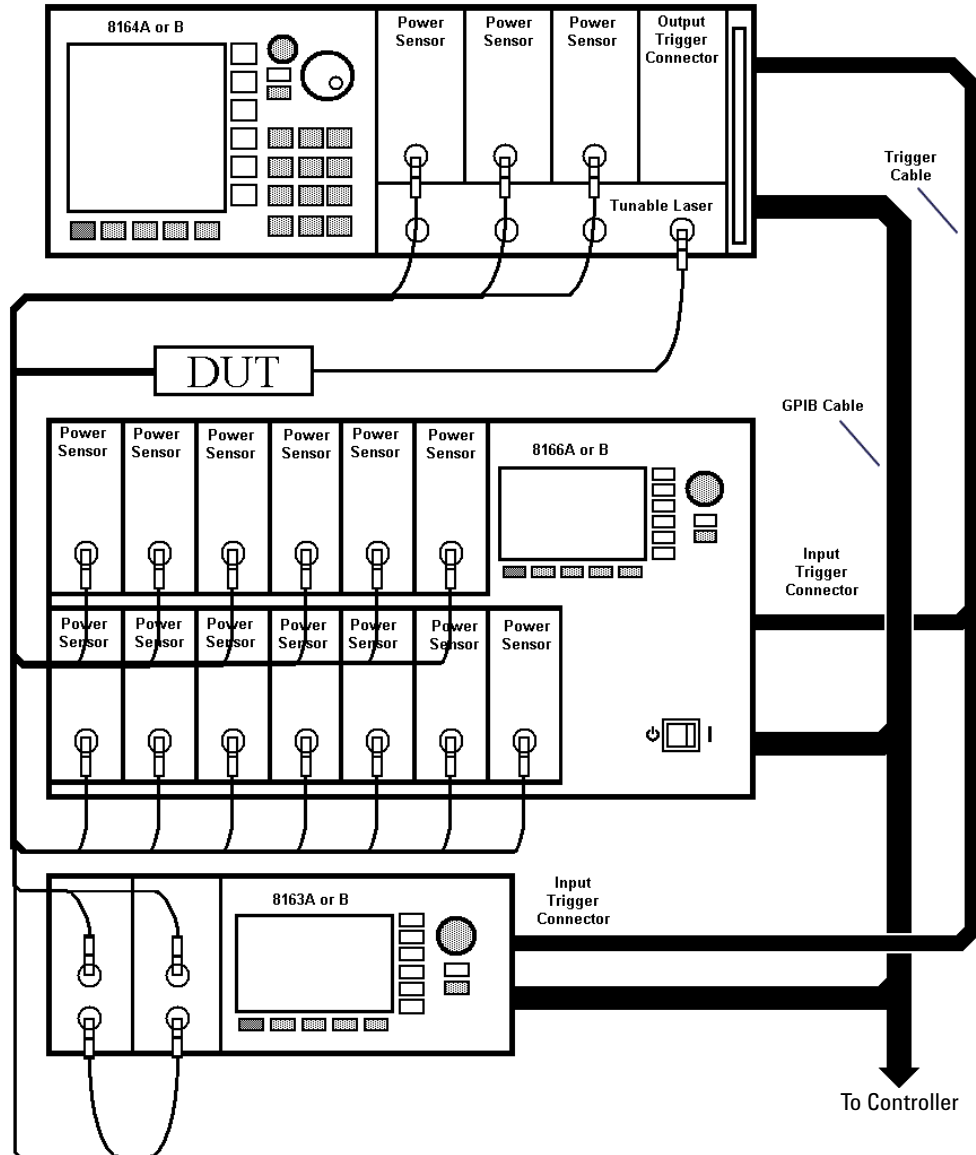 8164A or B
Power
Sensor
Power
Sensor
Power
Sensor
Output
Trigger
Connector
Tunable Laser
Trigger
Cable
DUT
GPIB Cable
Power
Sensor
Power
Sensor
Power
Sensor
Power
Sensor
Power
Sensor
Power
Sensor
8166A or B
Input
Trigger
Connector
Power
Sensor
Power
Sensor
Power
Sensor
Power
Sensor
Power
Sensor
Power
Sensor
Power
Sensor
8163A or B
Input
Trigger
Connector
To Controller